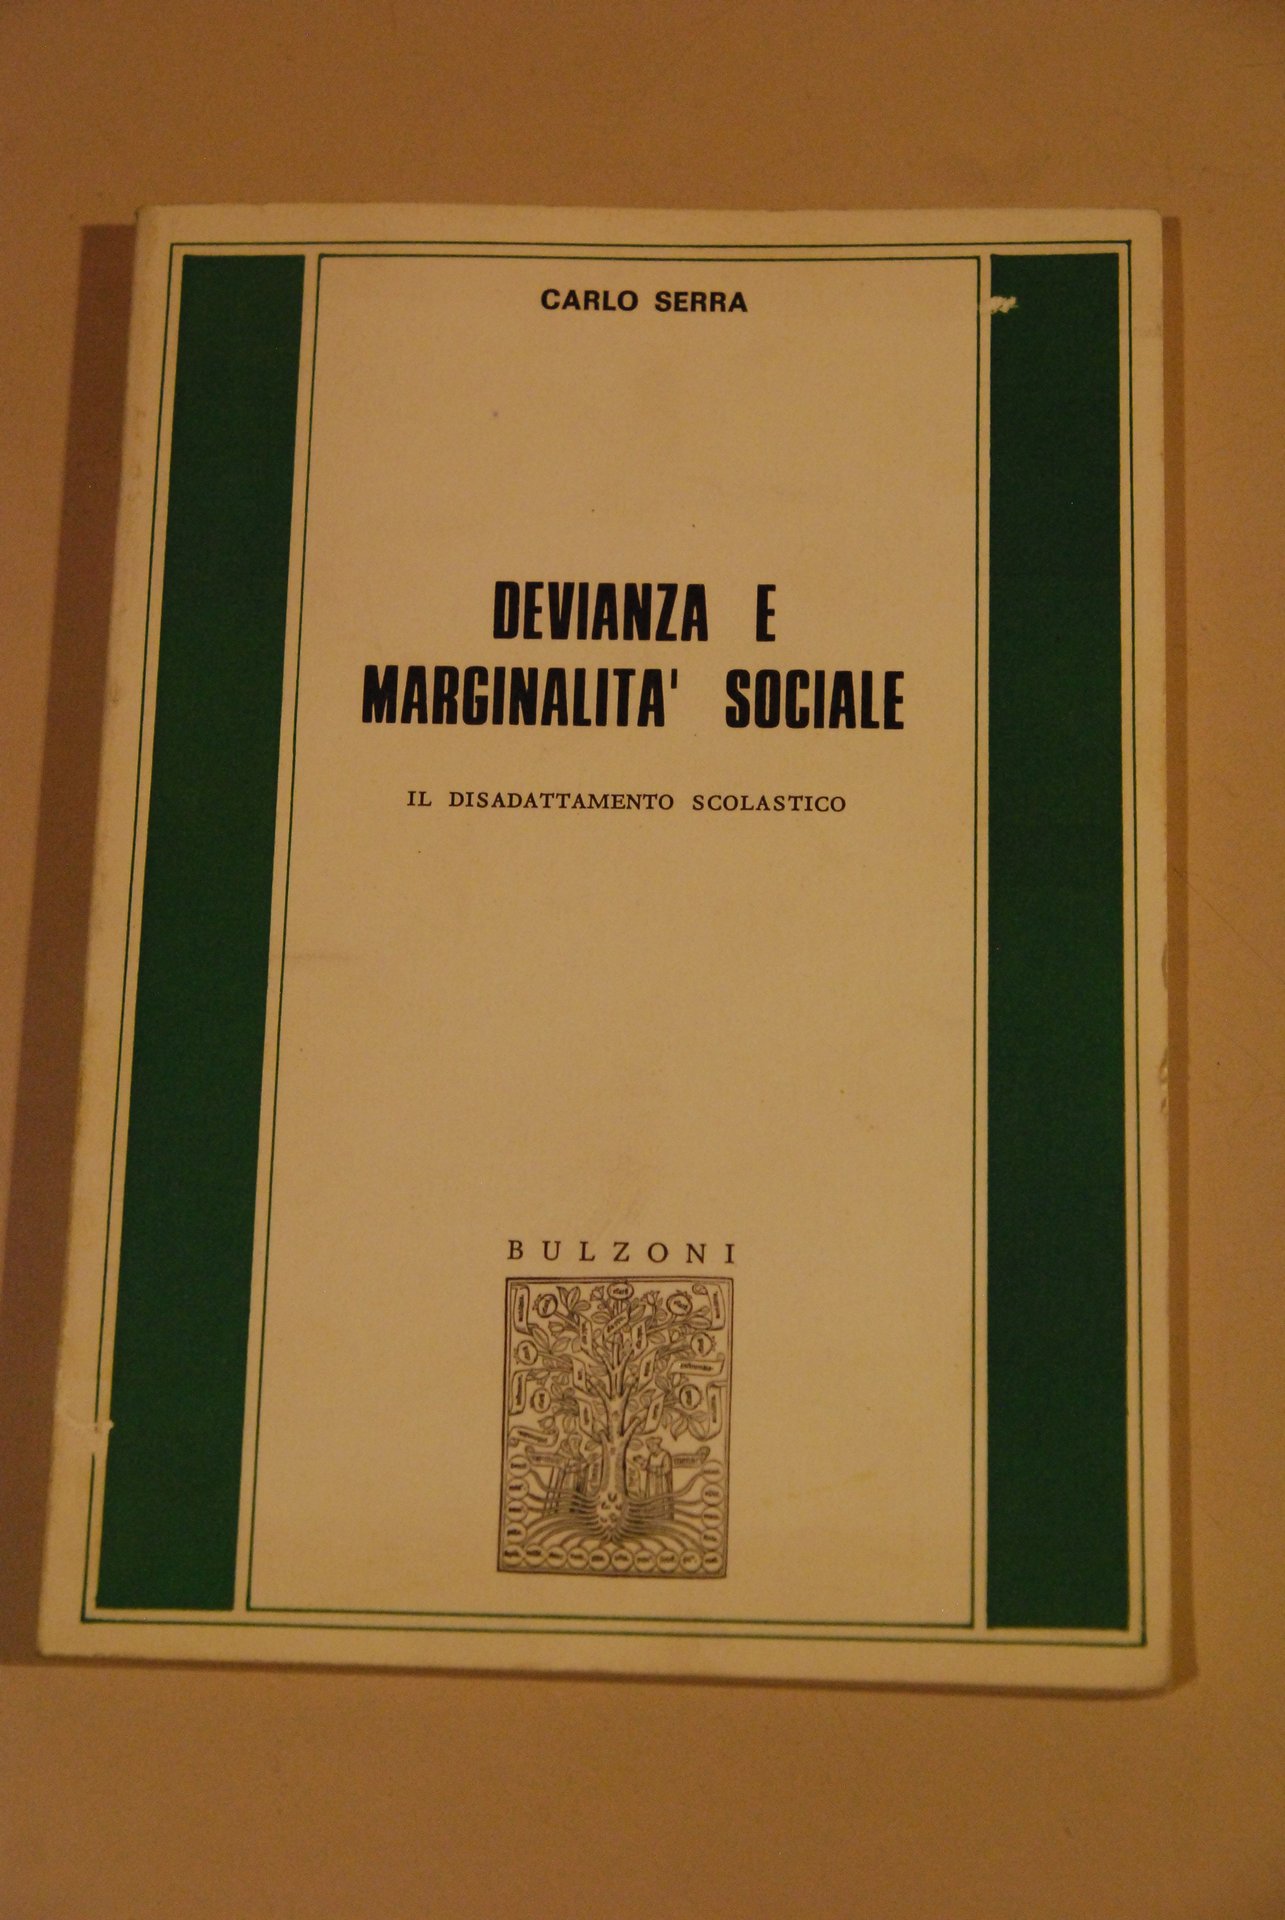 CARLO SERRA
DEVIANZA E
MARGINALITA' SOCIALE
IL DISADATTAMENTO SCOLASTICO
BULZONI